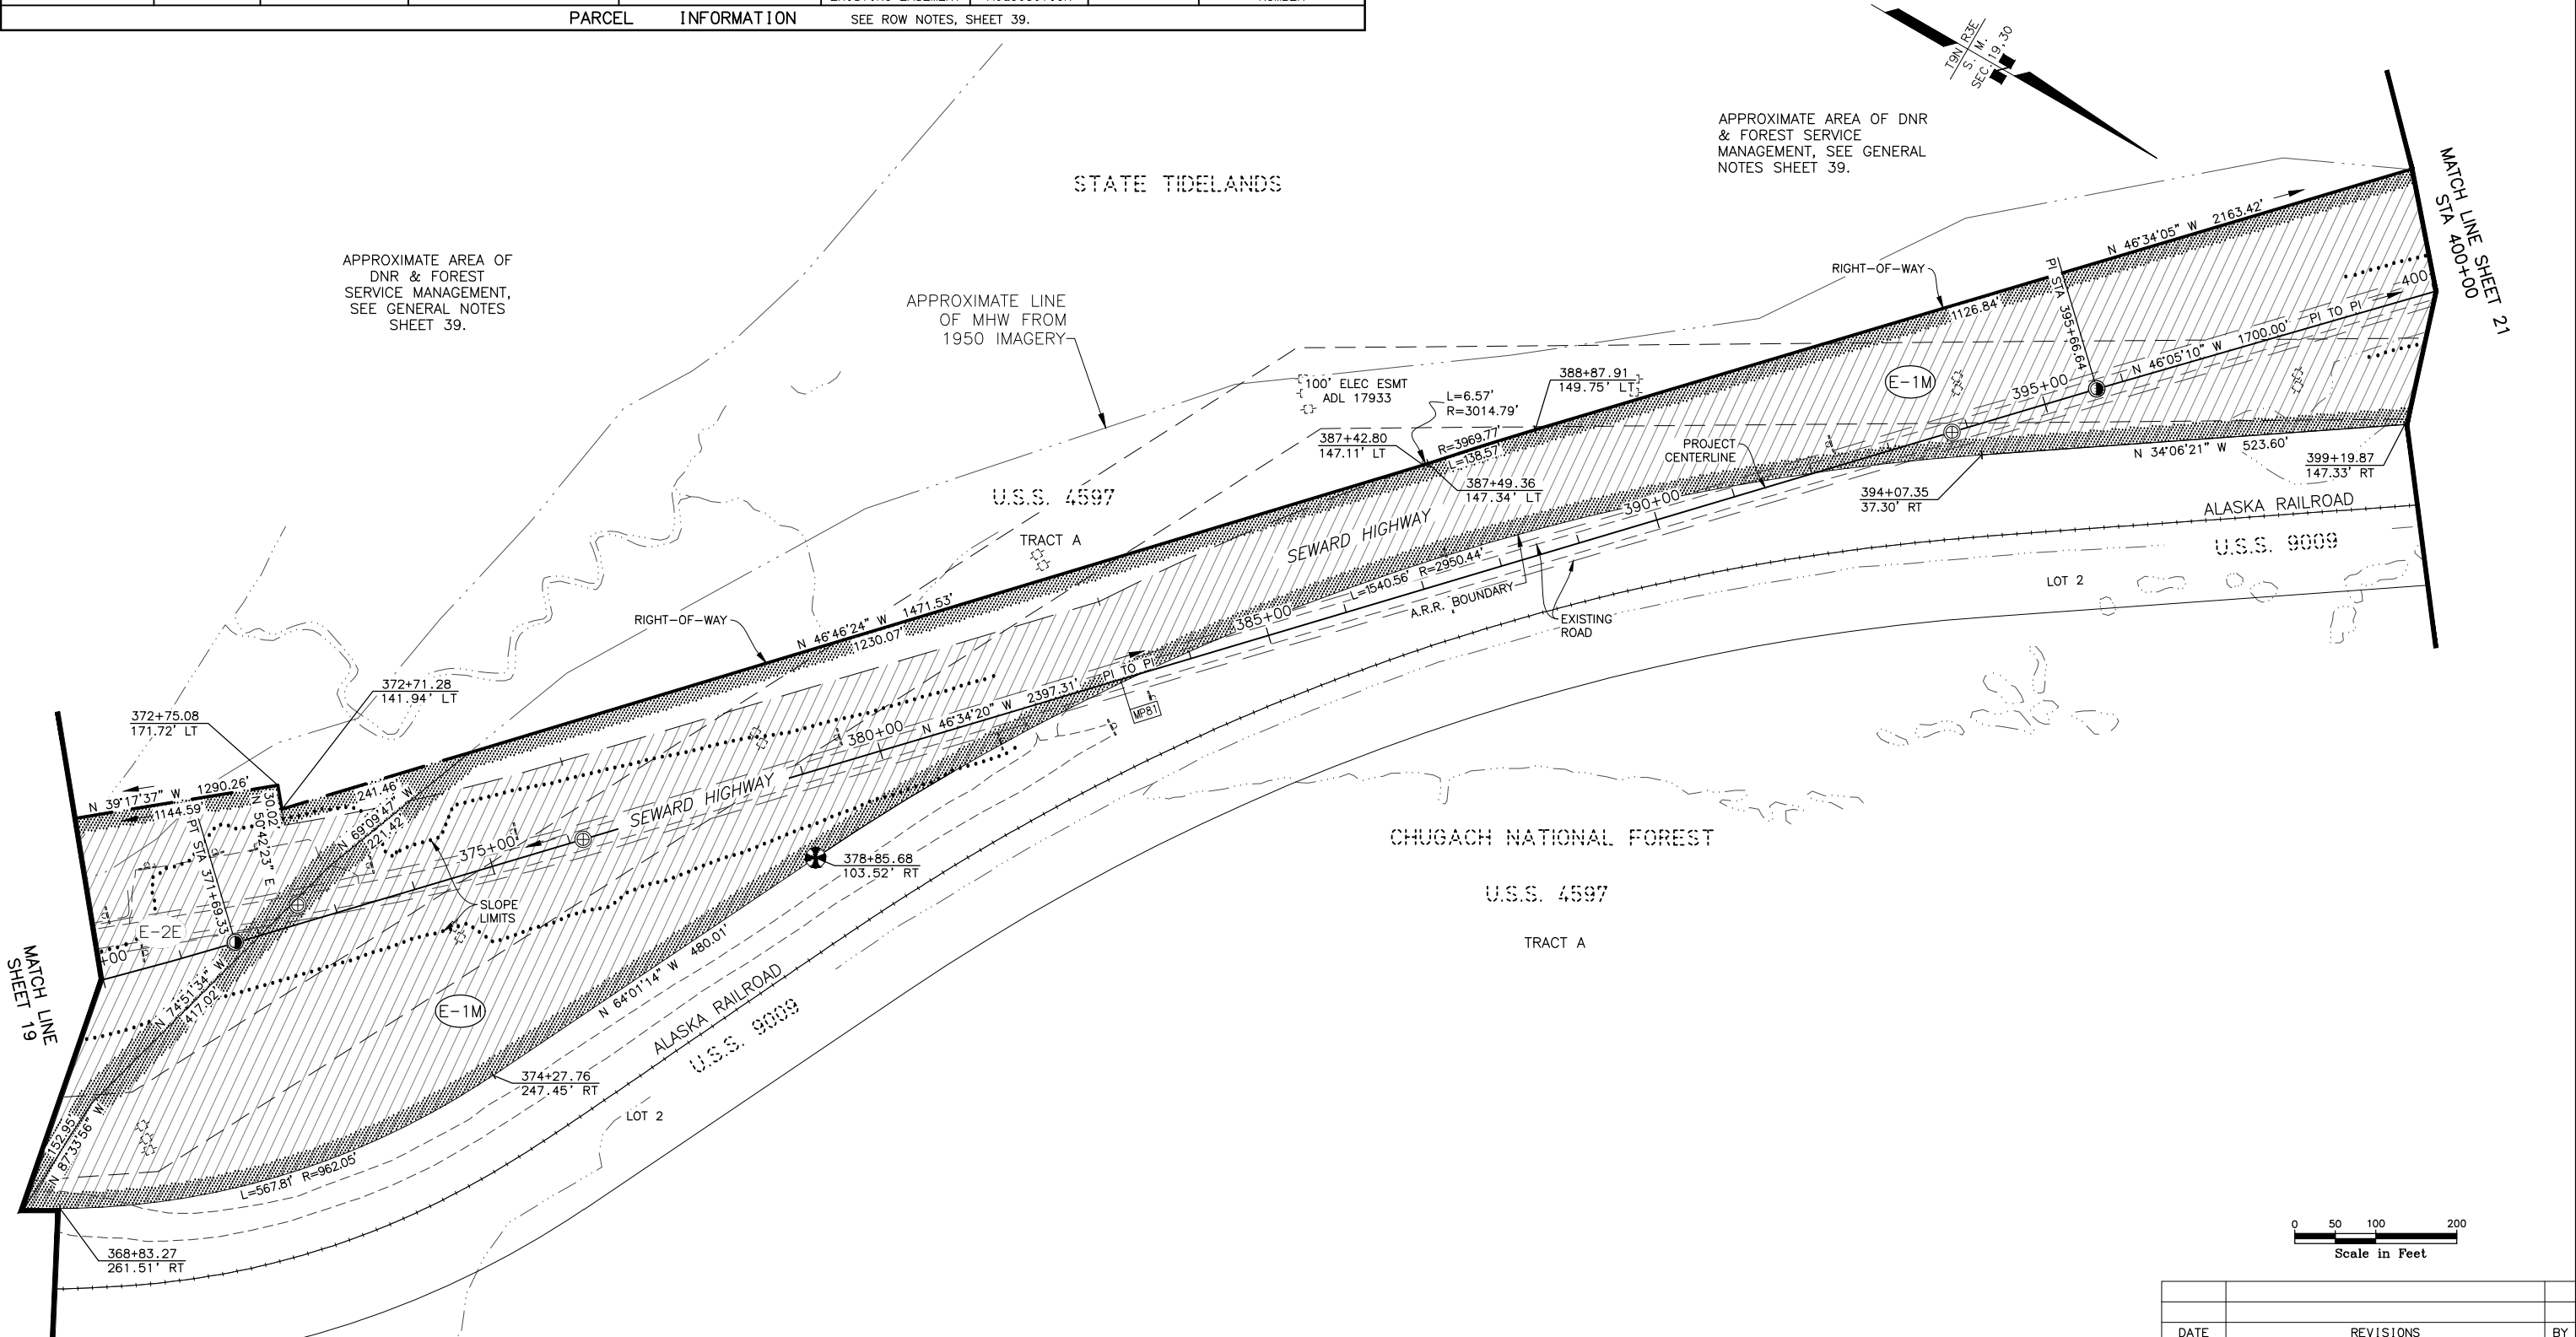 PARCEL INFORMATION SEE ROW NOTES, SHEET 39.
T9N R3E
S. M.
SEC. 19,30
APPROXIMATE AREA OF DNR
& FOREST SERVICE
MANAGEMENT, SEE GENERAL
NOTES SHEET 39.
MATCH LINE SHEET 21
STA 400+00
STATE TIDELANDS
APPROXIMATE AREA OF
DNR & FOREST
SERVICE MANAGEMENT,
SEE GENERAL NOTES
SHEET 39.
APPROXIMATE LINE
OF MHW FROM
1950 IMAGERY
N 46°34'05" W 2163.42'
RIGHT-OF-WAY
1126.84'
PI STA 395+66.64
400
N 46°05'10" W 1700.00' PI TO PI
E-1M
395+00
100' ELEC ESMT
ADL 17933
388+87.91
149.75' LT
L=6.57'
R=3014.79'
387+42.80
147.11' LT
R=3969.77'
L=138.57'
387+49.36
147.34' LT
PROJECT
CENTERLINE
N 34°06'21" W 523.60'
399+19.87
147.33' RT
394+07.35
37.30' RT
390+00
ALASKA RAILROAD
U.S.S. 9009
LOT 2
U.S.S. 4597
TRACT A
SEWARD HIGHWAY
L=1540.56' R=2950.44'
A.R.R. BOUNDARY
EXISTING
ROAD
385+00
RIGHT-OF-WAY
N 46°46'24" W 1471.53'
1230.07'
PI TO PI
MP81
N 46°34'20" W 2397.31'
380+00
372+71.28
141.94' LT
372+75.08
171.72' LT
N 39°17'37" W 1290.26'
1144.59'
30.02'
N 50°42'23" E
241.46'
N 69°09'47" W
221.42'
PT STA 371+69.33
SEWARD HIGHWAY
375+00
SLOPE
LIMITS
378+85.68
103.52' RT
CHUGACH NATIONAL FOREST
U.S.S. 4597
TRACT A
E-2E
+00
MATCH LINE
SHEET 19
N 74°51'34" W
417.02'
E-1M
N 64°01'14" W 480.01'
ALASKA RAILROAD
U.S.S. 9009
374+27.76
247.45' RT
LOT 2
152.95'
N 87°33'56" W
L=567.81' R=962.05'
368+83.27
261.51' RT
0 50 100 200
Scale in Feet
DATE REVISIONS BY